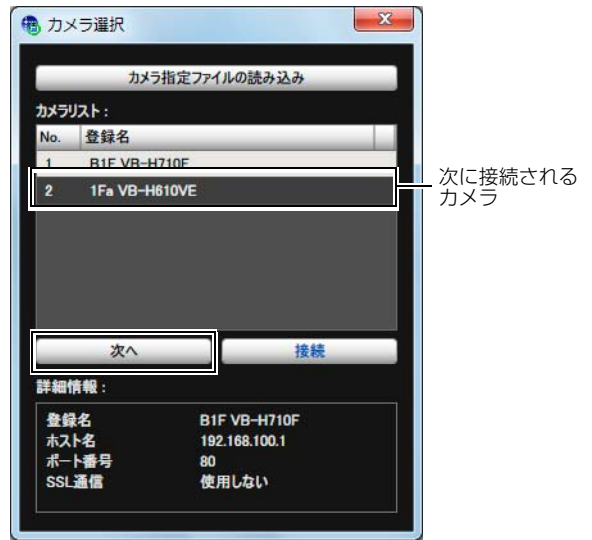 カメラ選択
カメラ指定ファイルの読み込み
カメラリスト：
No. 登録名
1 B1F VB-H710F
2 1Fa VB-H610VE
次に接続される
カメラ
次へ 接続
詳細情報：
登録名 B1F VB-H710F
ホスト名 192.168.100.1
ポート番号 80
SSL通信 使用しない